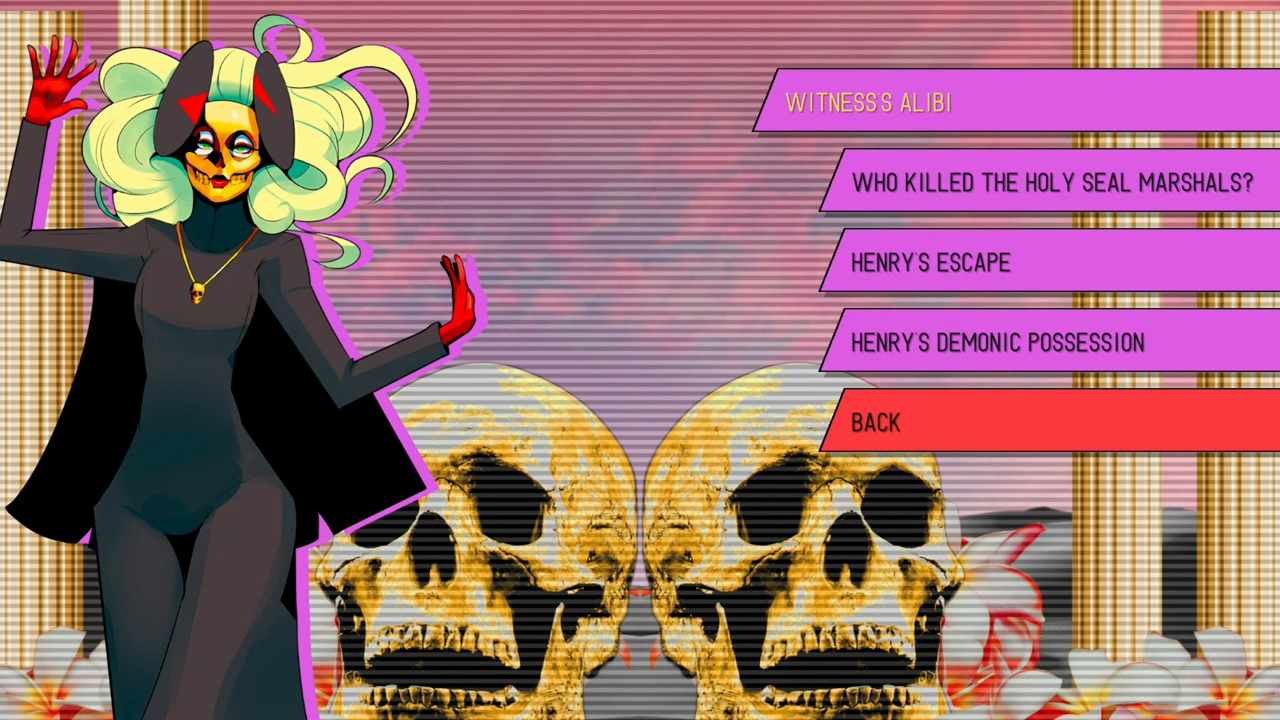 WITNESS'S ALIBI
WHO KILLED THE HOLY SEAL MARSHALS?
HENRY'S ESCAPE
HENRY'S DEMONIC POSSESSION
BACK